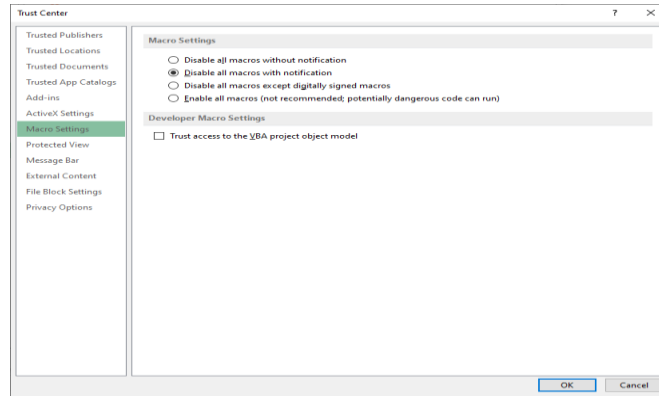 Trust Center
? ×
Trusted Publishers
Trusted Locations
Trusted Documents
Trusted App Catalogs
Add-ins
ActiveX Settings
Macro Settings
Protected View
Message Bar
External Content
File Block Settings
Privacy Options
Macro Settings
Disable all macros without notification
Disable all macros with notification
Disable all macros except digitally signed macros
Enable all macros (not recommended; potentially dangerous code can run)
Developer Macro Settings
Trust access to the VBA project object model
OK
Cancel